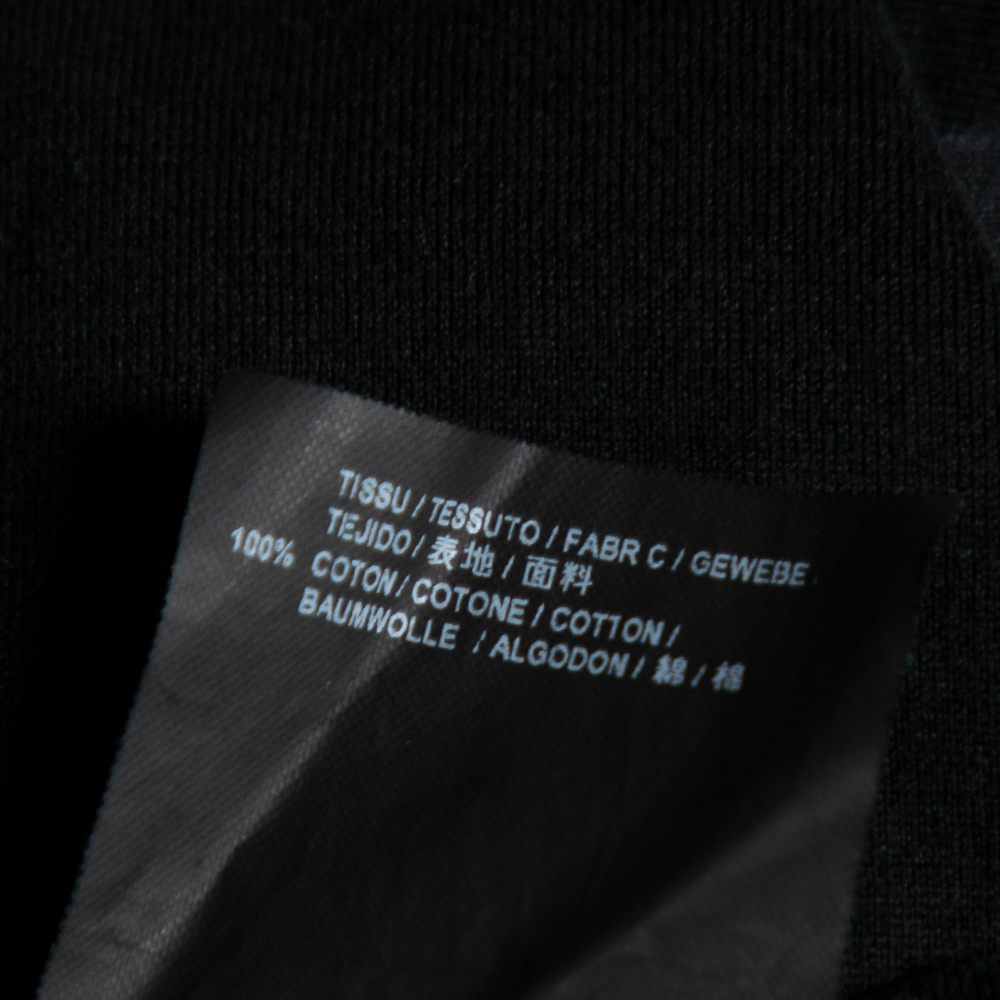 TISSU / TESSUTO / FABR C / GEWEBE
TEJIDO / 表地 / 面料
100% COTON / COTONE / COTTON /
BAUMWOLLE / ALGODON / 綿 / 棉